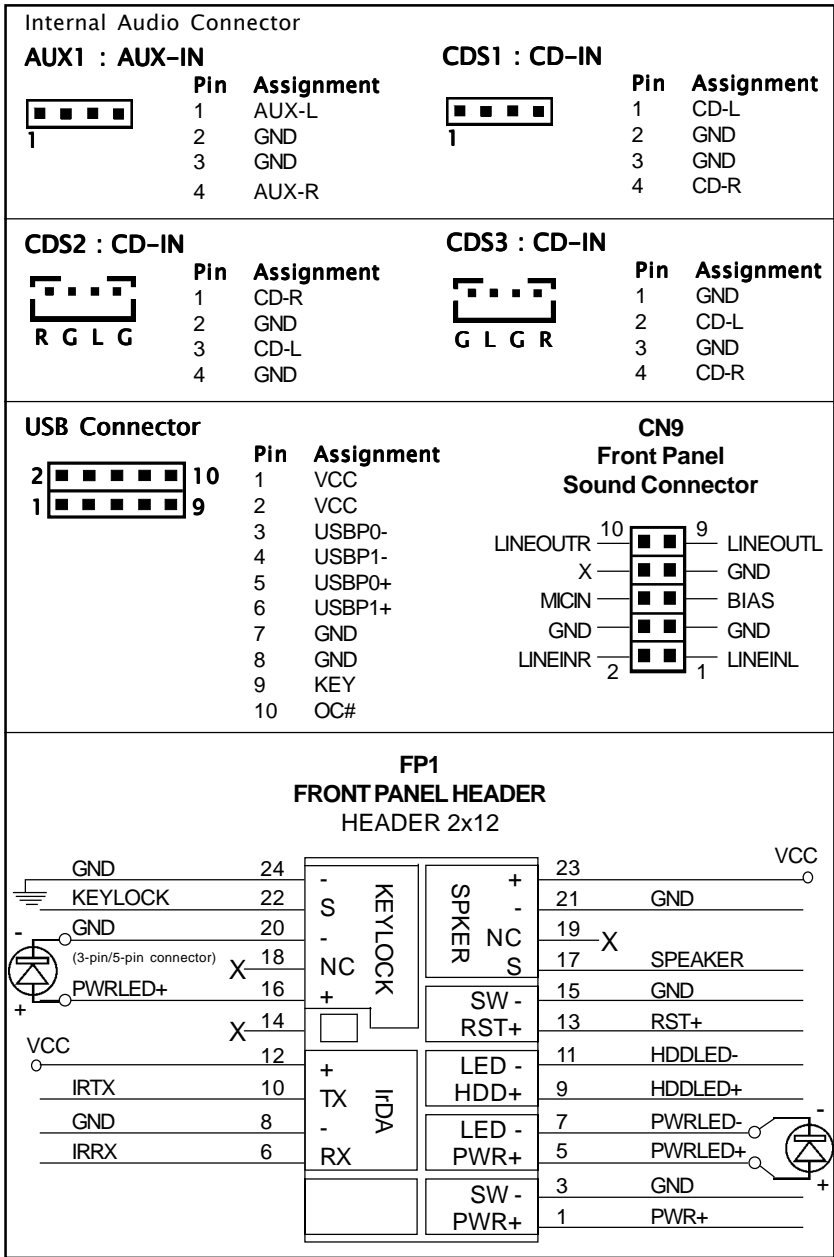 Internal Audio Connector
AUX1 : AUX-IN
Pin Assignment
1 AUX-L
2 GND
3 GND
4 AUX-R
1
CDS1 : CD-IN
Pin Assignment
1 CD-L
2 GND
3 GND
4 CD-R
1
CDS2 : CD-IN
Pin Assignment
1 CD-R
2 GND
3 CD-L
4 GND
R G L G
CDS3 : CD-IN
Pin Assignment
1 GND
2 CD-L
3 GND
4 CD-R
G L G R
USB Connector
2 10
1 9
Pin Assignment
1 VCC
2 VCC
3 USBP0-
4 USBP1-
5 USBP0+
6 USBP1+
7 GND
8 GND
9 KEY
10 OC#
CN9
Front Panel
Sound Connector
LINEOUTR 10 9 LINEOUTL
X GND
MICIN BIAS
GND GND
LINEINR 2 1 LINEINL
FP1
FRONT PANEL HEADER
HEADER 2x12
GND 24 -
KEYLOCK 22 S
- GND 20 -
(3-pin/5-pin connector) X 18 NC
+ PWRLED+ 16 +
KEYLOCK
X 14
VCC 12 +
IRTX 10 TX
GND 8 -
IRRX 6 RX
IrDA
SPKER
+ 23 VCC
- 21 GND
NC 19 X
S 17 SPEAKER
SW - 15 GND
RST+ 13 RST+
LED - 11 HDDLED-
HDD+ 9 HDDLED+
LED - 7 PWRLED- -
PWR+ 5 PWRLED+ +
SW - 3 GND
PWR+ 1 PWR+